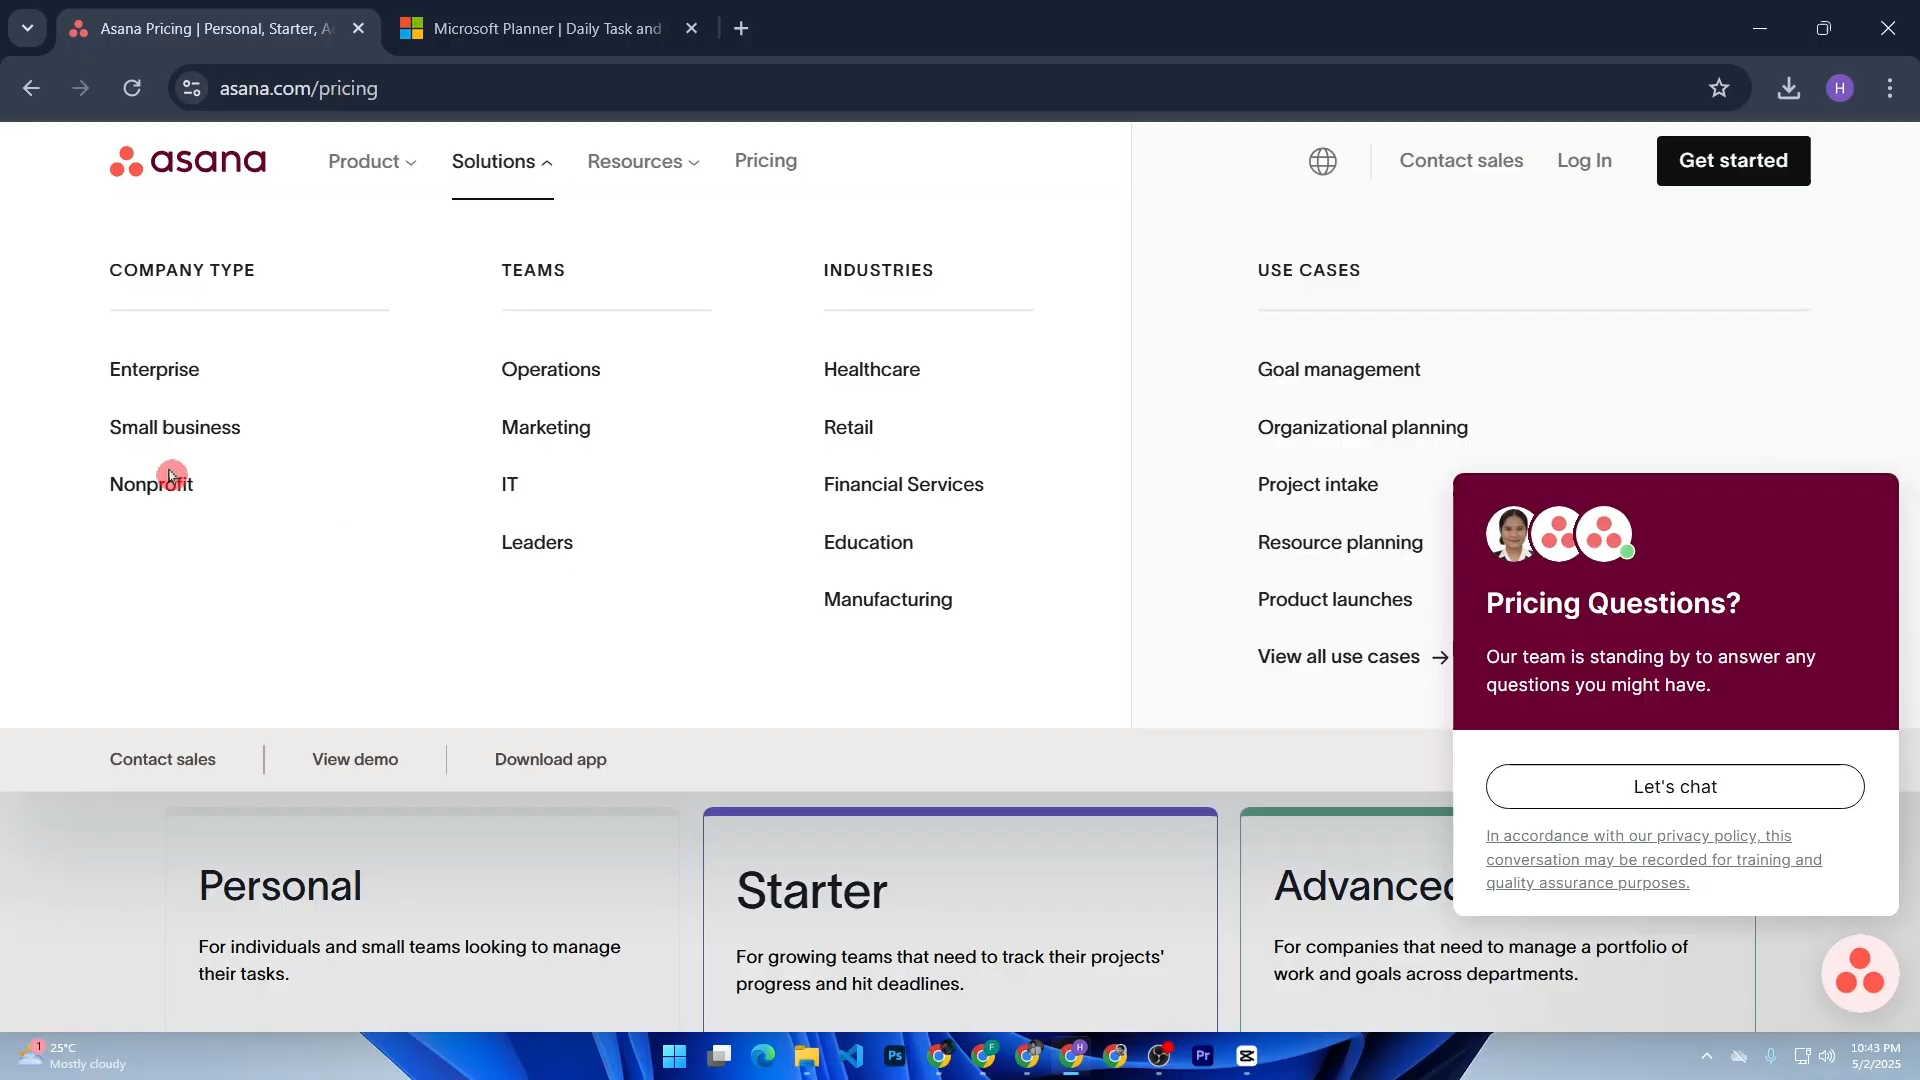 Asana Pricing | Personal, Starter, A
Microsoft Planner | Daily Task and
asana.com/pricing
H
asana
Product
Solutions
Resources
Pricing
Contact sales
Log In
Get started
COMPANY TYPE
TEAMS
INDUSTRIES
USE CASES
Enterprise
Operations
Healthcare
Goal management
Small business
Marketing
Retail
Organizational planning
Nonprofit
IT
Financial Services
Project intake
Leaders
Education
Resource planning
Manufacturing
Product launches
View all use cases →
Pricing Questions?
Our team is standing by to answer any
questions you might have.
Let's chat
In accordance with our privacy policy, this
conversation may be recorded for training and
quality assurance purposes.
Contact sales
View demo
Download app
Personal
For individuals and small teams looking to manage
their tasks.
Starter
For growing teams that need to track their projects'
progress and hit deadlines.
Advanced
For companies that need to manage a portfolio of
work and goals across departments.
1
25°C
Mostly cloudy
Ps
F
H
Pr
10:43 PM
5/2/2025